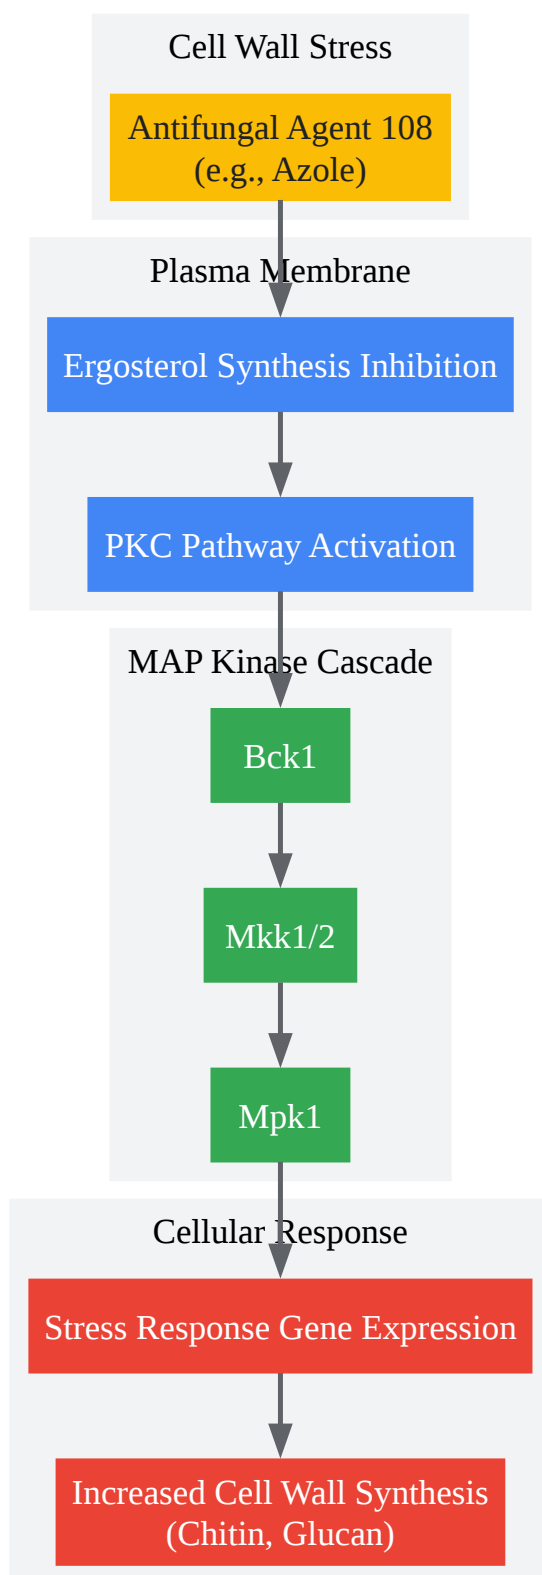 Cell Wall Stress
Antifungal Agent 108
(e.g., Azole)
Plasma Membrane
Ergosterol Synthesis Inhibition
PKC Pathway Activation
MAP Kinase Cascade
Bck1
Mkk1/2
Mpk1
Cellular Response
Stress Response Gene Expression
Increased Cell Wall Synthesis
(Chitin, Glucan)